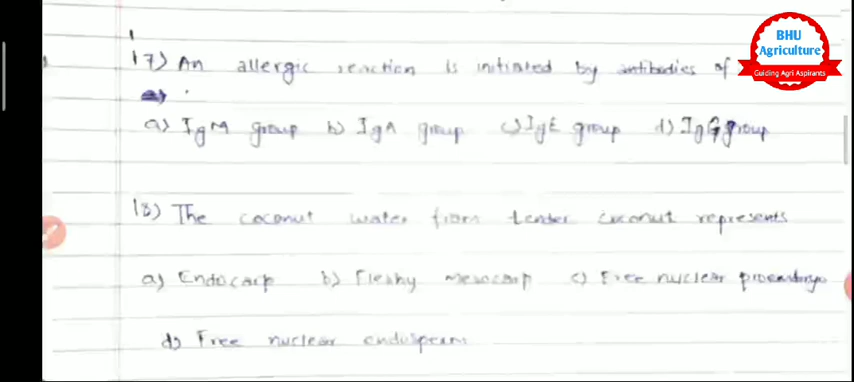 BHU
Agriculture
Guiding Agri Aspirants
17) An allergic reaction is initiated by antibodies of
a)
a) IgM group b) IgA group c) IgE group d) IgG group
18) The coconut water from tender coconut represents
a) Endocarp b) Fleshy mesocarp c) Free nuclear proembryo
d) Free nuclear endosperm